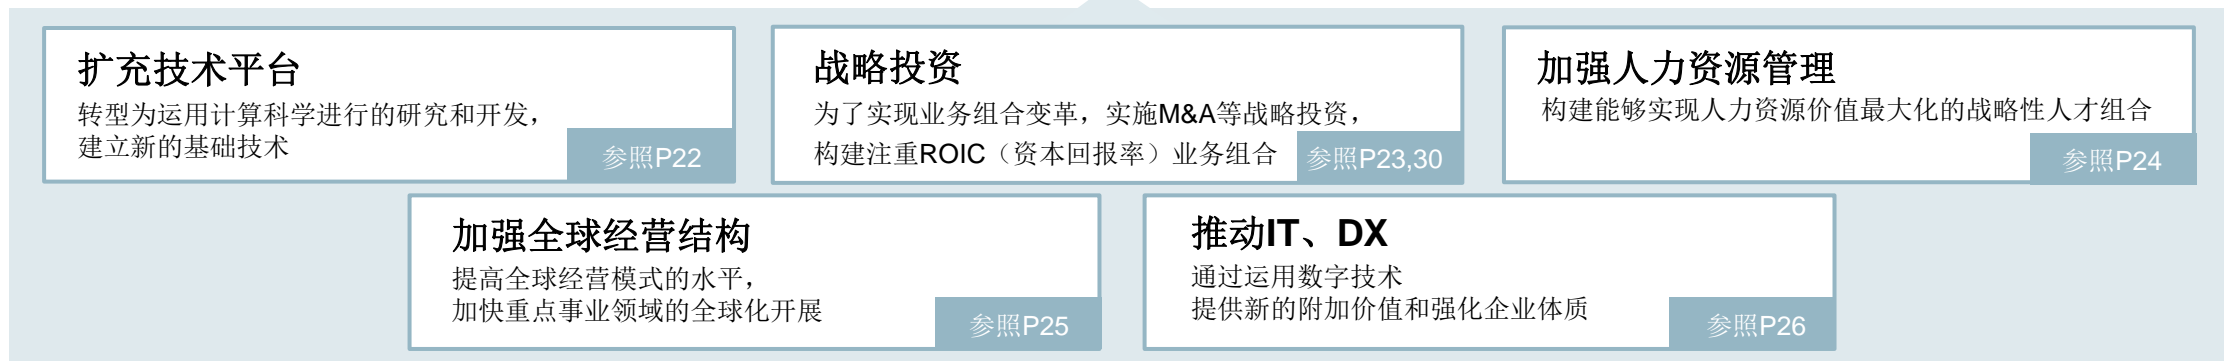 扩充技术平台
转型为运用计算科学进行的研究和开发，
建立新的基础技术
参照P22
战略投资
为了实现业务组合变革，实施M&A等战略投资，
构建注重ROIC（资本回报率）业务组合
参照P23,30
加强人力资源管理
构建能够实现人力资源价值最大化的战略性人才组合
参照P24
加强全球经营结构
提高全球经营模式的水平，
加快重点事业领域的全球化开展
参照P25
推动IT、DX
通过运用数字技术
提供新的附加价值和强化企业体质
参照P26